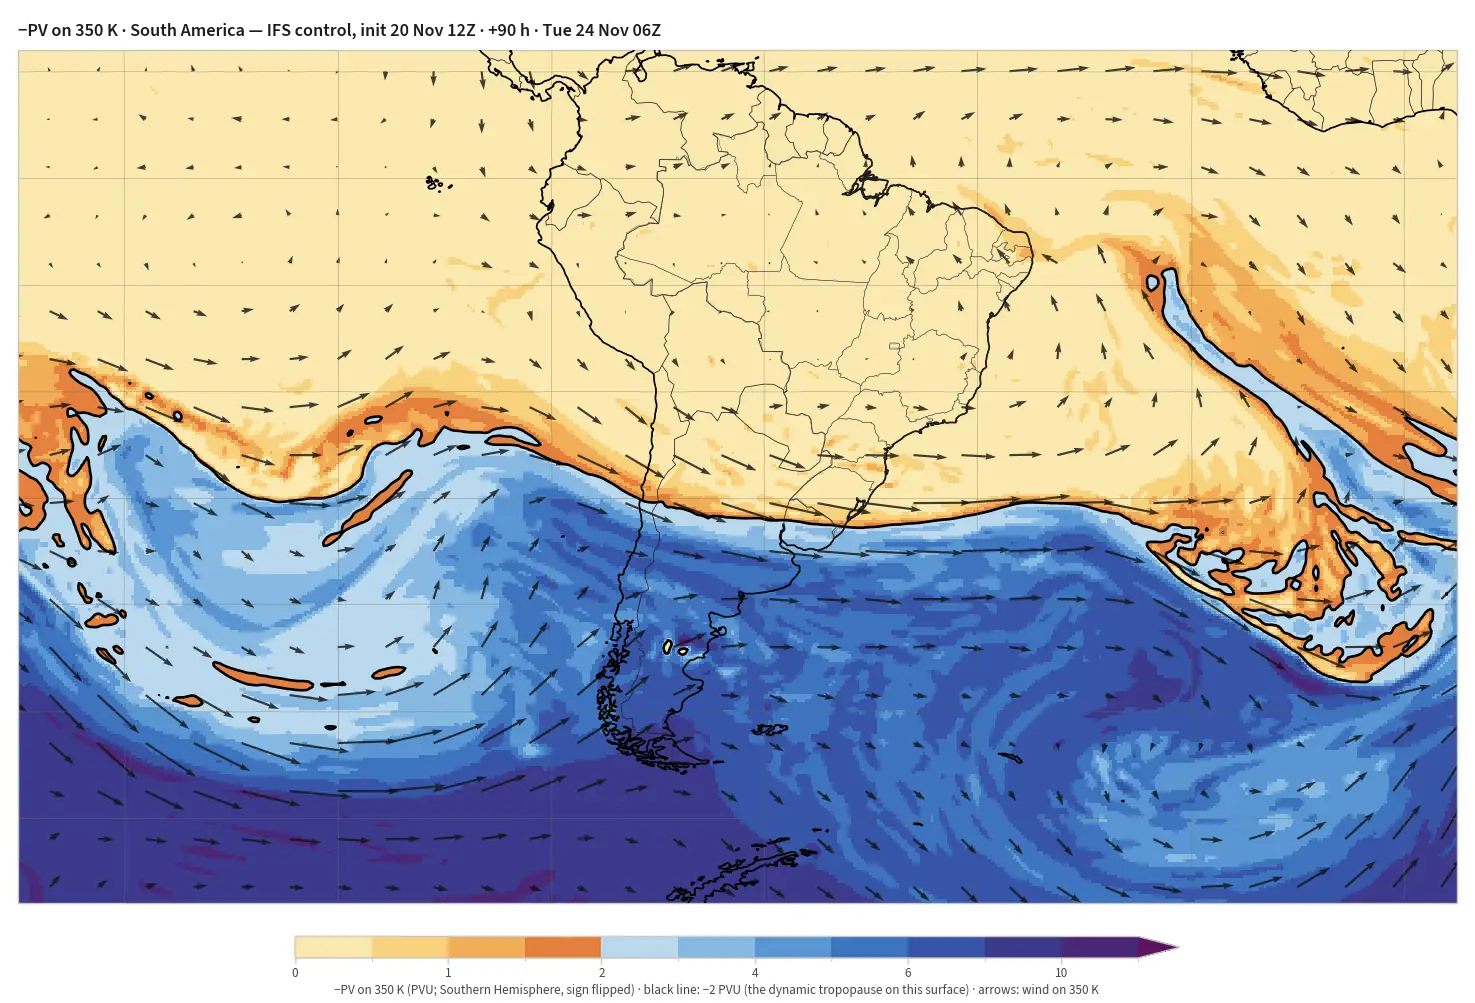 −PV on 350 K · South America — IFS control, init 20 Nov 12Z · +90 h · Tue 24 Nov 06Z
0 1 2 4 6 10
−PV on 350 K (PVU; Southern Hemisphere, sign flipped) · black line: −2 PVU (the dynamic tropopause on this surface) · arrows: wind on 350 K